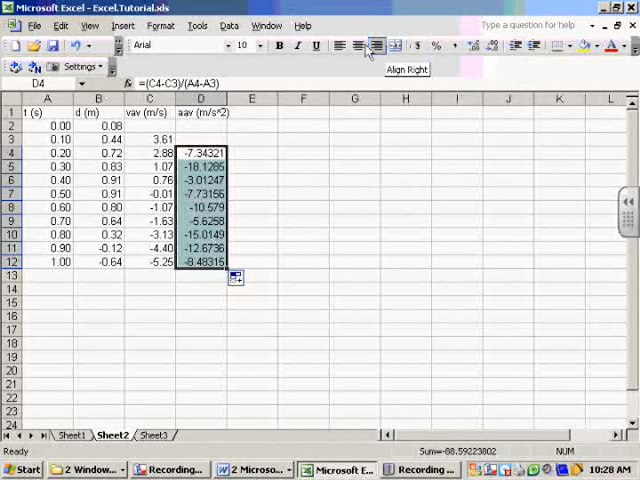 Microsoft Excel - Excel.Tutorial.xls
File Edit View Insert Format Tools Data Window Help
Type a question for help
Arial 10 B I U $ % ,
Settings
Align Right
D4 fx =(C4-C3)/(A4-A3)
A B C D E F G H I J K L
1 t (s) d (m) vav (m/s) aav (m/s^2)
2 0.00 0.08
3 0.10 0.44 3.61
4 0.20 0.72 2.88 -7.34321
5 0.30 0.83 1.07 -18.1285
6 0.40 0.91 0.76 -3.01247
7 0.50 0.91 -0.01 -7.73156
8 0.60 0.80 -1.07 -10.579
9 0.70 0.64 -1.63 -5.6258
10 0.80 0.32 -3.13 -15.0149
11 0.90 -0.12 -4.40 -12.6736
12 1.00 -0.64 -5.25 -8.48315
13
14
15
16
17
18
19
20
21
22
23
24
Sheet1 Sheet2 Sheet3
Ready Sum=-88.59223802 NUM
Start 2 Window... Recording... 2 Microso... Microsoft E... Recording ... 10:28 AM